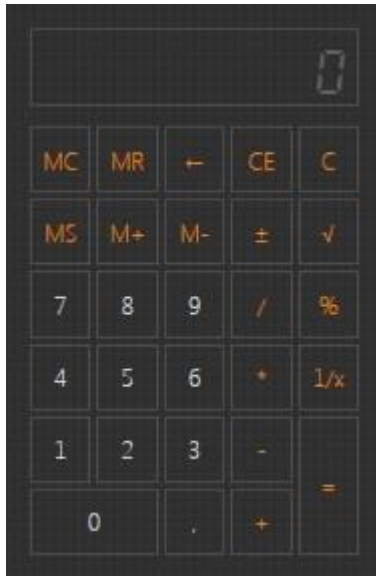 0
MC MR ← CE C
MS M+ M- ± √
7 8 9 / %
4 5 6 * 1/x
1 2 3 - =
0 . +